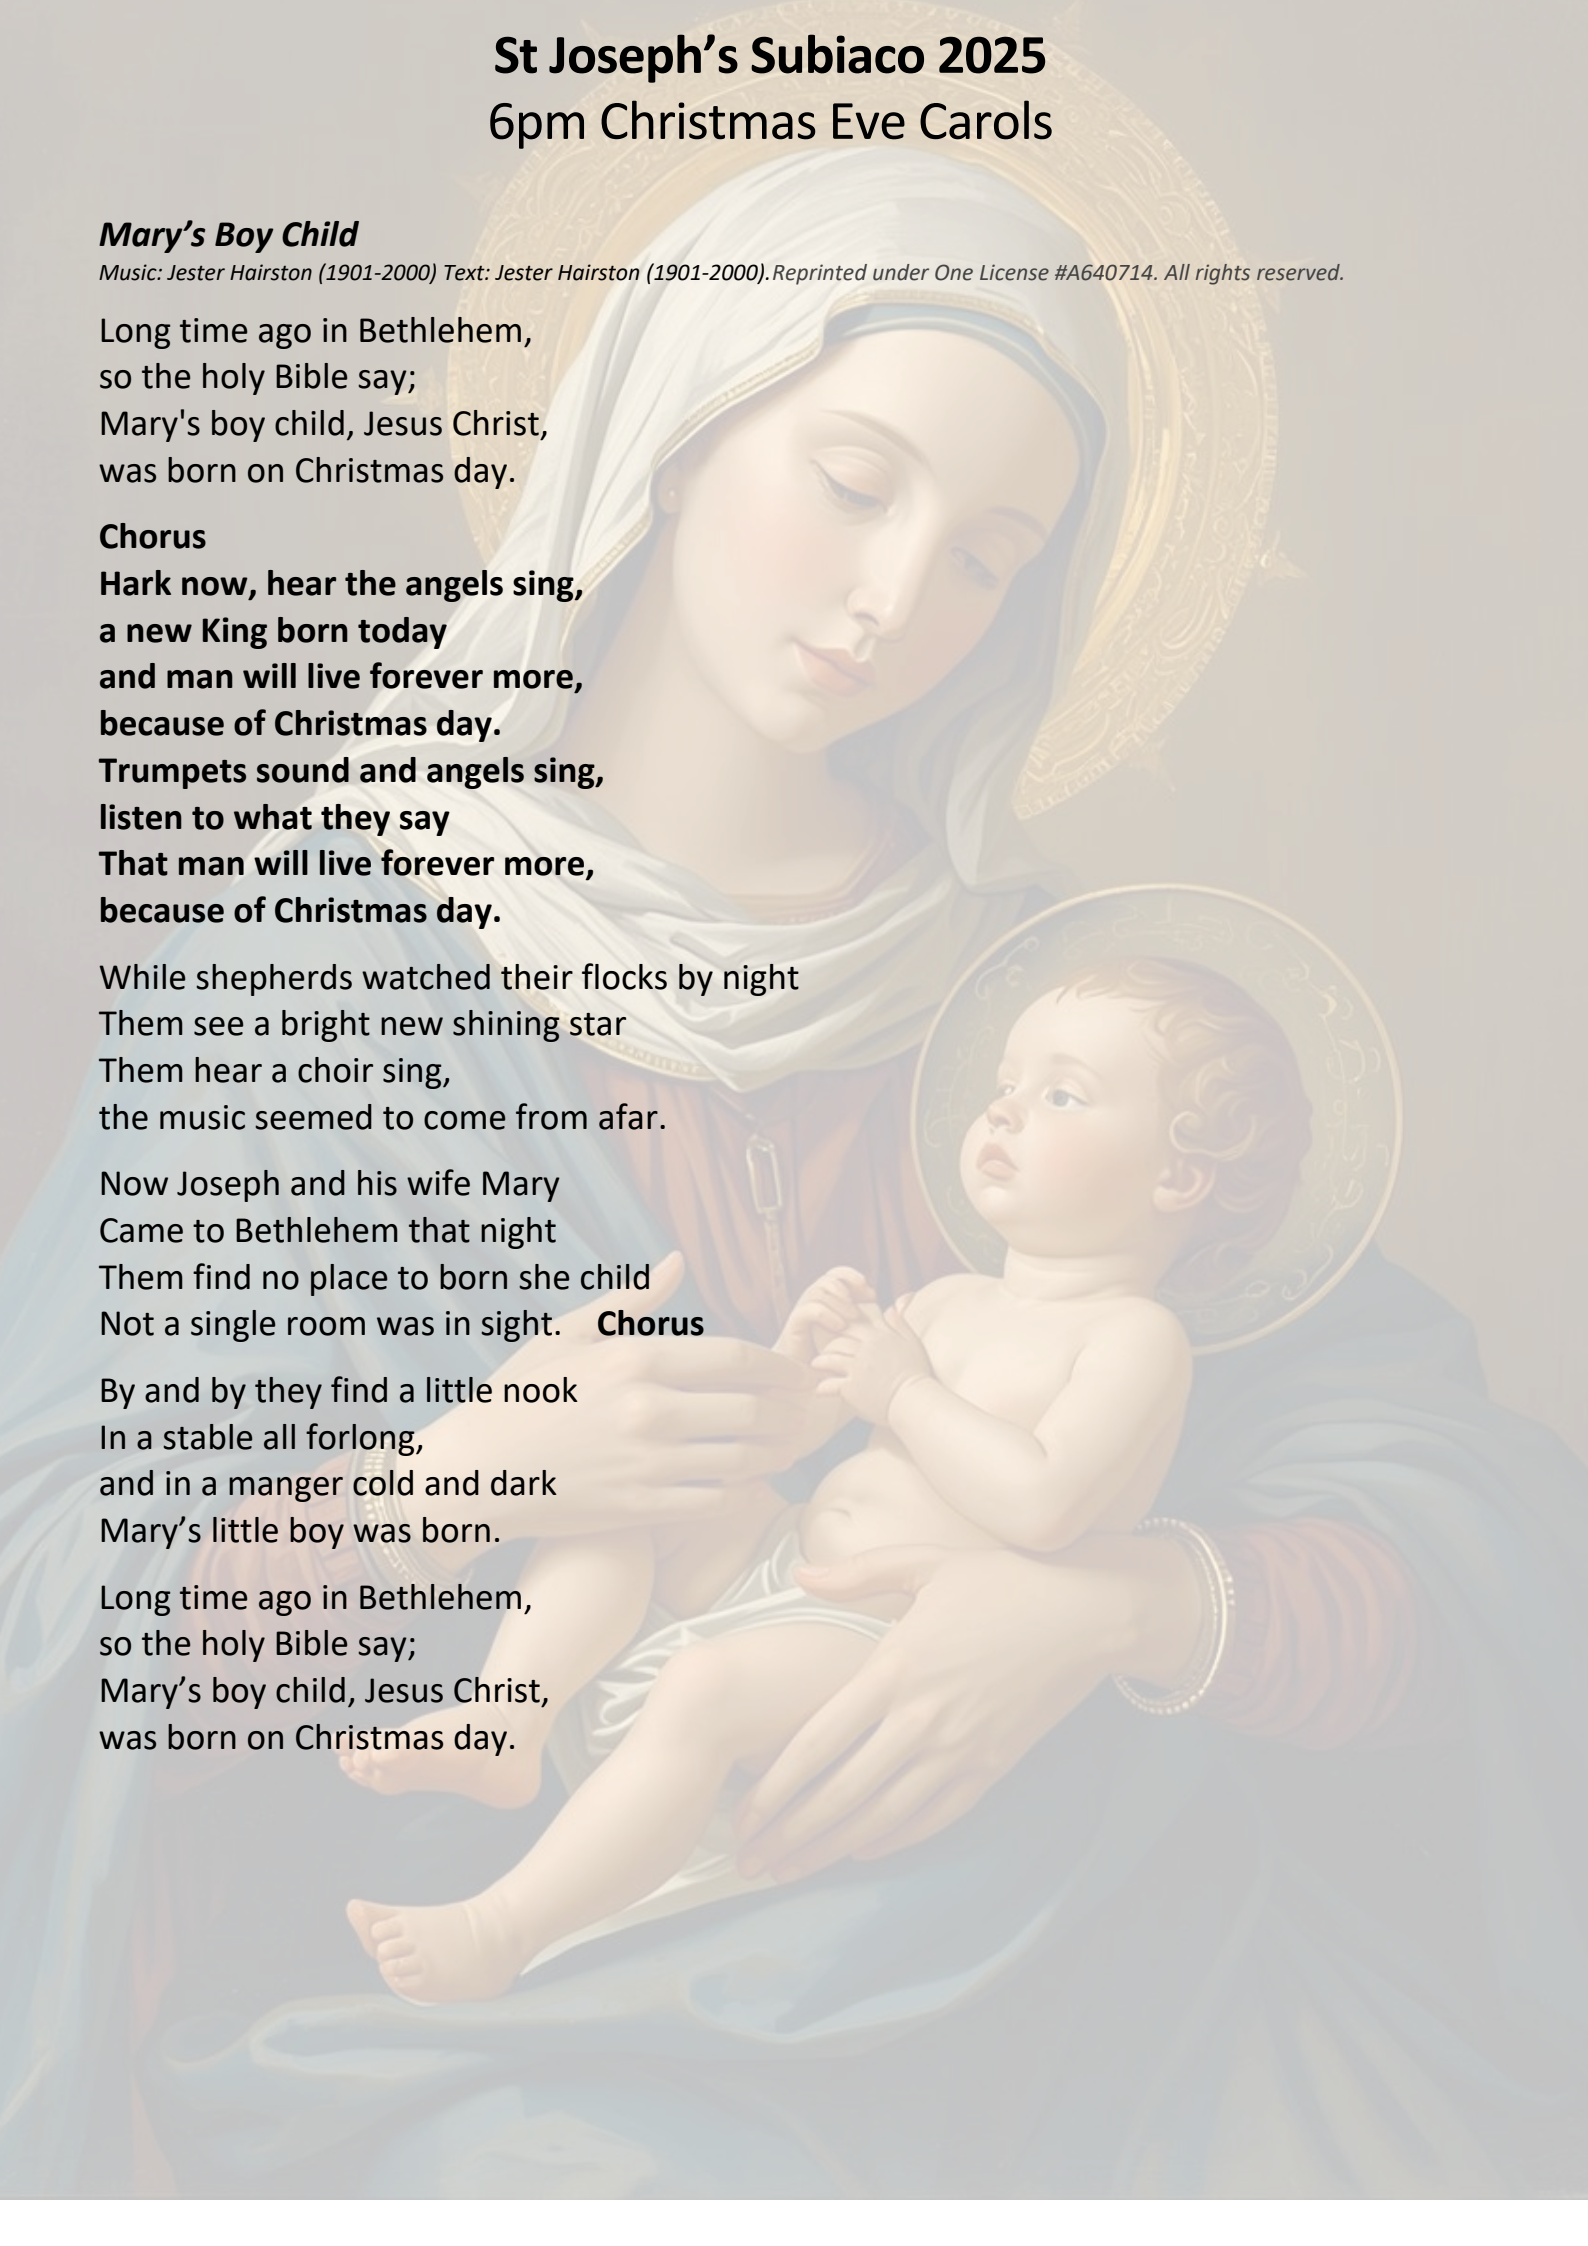 St Joseph’s Subiaco 2025
6pm Christmas Eve Carols
Mary’s Boy Child
Music: Jester Hairston (1901-2000) Text: Jester Hairston (1901-2000).Reprinted under One License #A640714. All rights reserved.
Long time ago in Bethlehem,
so the holy Bible say;
Mary's boy child, Jesus Christ,
was born on Christmas day.
Chorus
Hark now, hear the angels sing,
a new King born today
and man will live forever more,
because of Christmas day.
Trumpets sound and angels sing,
listen to what they say
That man will live forever more,
because of Christmas day.
While shepherds watched their flocks by night
Them see a bright new shining star
Them hear a choir sing,
the music seemed to come from afar.
Now Joseph and his wife Mary
Came to Bethlehem that night
Them find no place to born she child
Not a single room was in sight. Chorus
By and by they find a little nook
In a stable all forlong,
and in a manger cold and dark
Mary’s little boy was born.
Long time ago in Bethlehem,
so the holy Bible say;
Mary’s boy child, Jesus Christ,
was born on Christmas day.